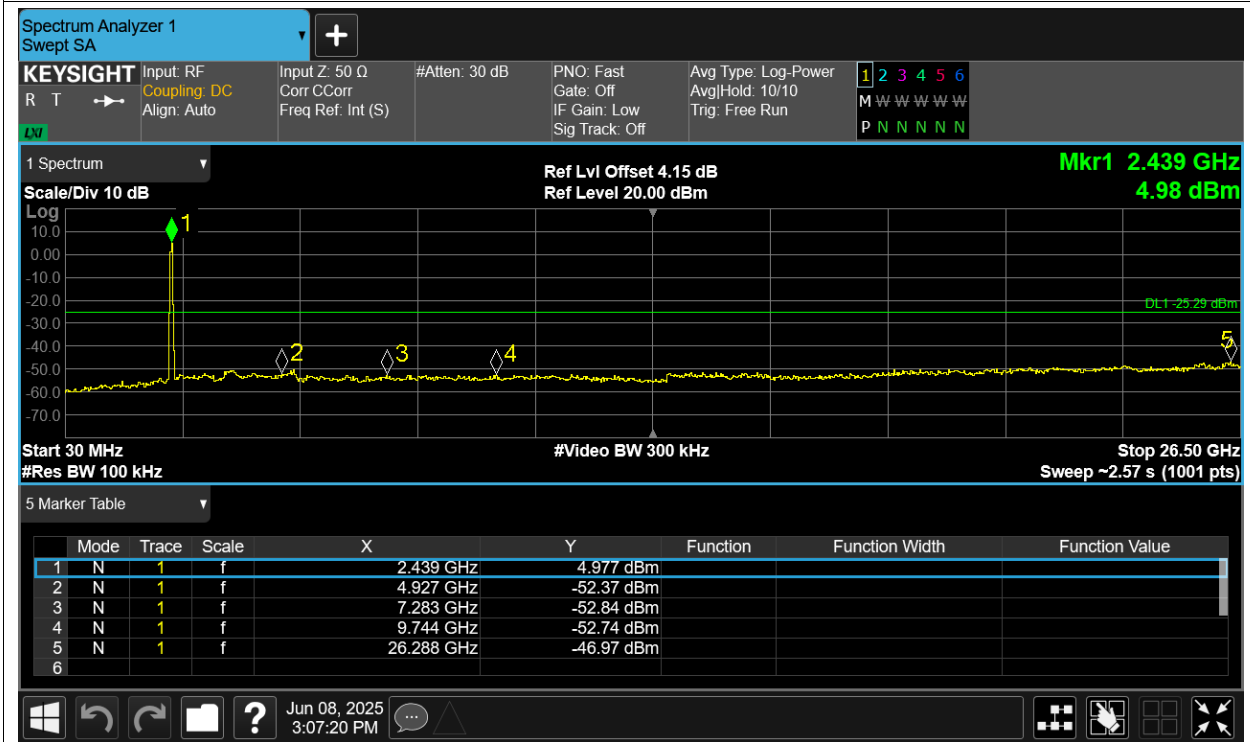 Spectrum Analyzer 1
Swept SA
+
KEYSIGHT
R T
LXI
Input: RF
Coupling: DC
Align: Auto
Input Z: 50 Ω
Corr CCorr
Freq Ref: Int (S)
#Atten: 30 dB
PNO: Fast
Gate: Off
IF Gain: Low
Sig Track: Off
Avg Type: Log-Power
Avg|Hold: 10/10
Trig: Free Run
1 2 3 4 5 6
M W W W W W
P N N N N N
1 Spectrum
Scale/Div 10 dB
Ref Lvl Offset 4.15 dB
Ref Level 20.00 dBm
Mkr1 2.439 GHz
4.98 dBm
Log
10.0
0.00
-10.0
-20.0
-30.0
-40.0
-50.0
-60.0
-70.0
1
2
3
4
5
DL1 -25.29 dBm
Start 30 MHz
#Video BW 300 kHz
Stop 26.50 GHz
#Res BW 100 kHz
Sweep ~2.57 s (1001 pts)
5 Marker Table
Mode Trace Scale X Y Function Function Width Function Value
1 N 1 f 2.439 GHz 4.977 dBm
2 N 1 f 4.927 GHz -52.37 dBm
3 N 1 f 7.283 GHz -52.84 dBm
4 N 1 f 9.744 GHz -52.74 dBm
5 N 1 f 26.288 GHz -46.97 dBm
6
?
Jun 08, 2025
3:07:20 PM